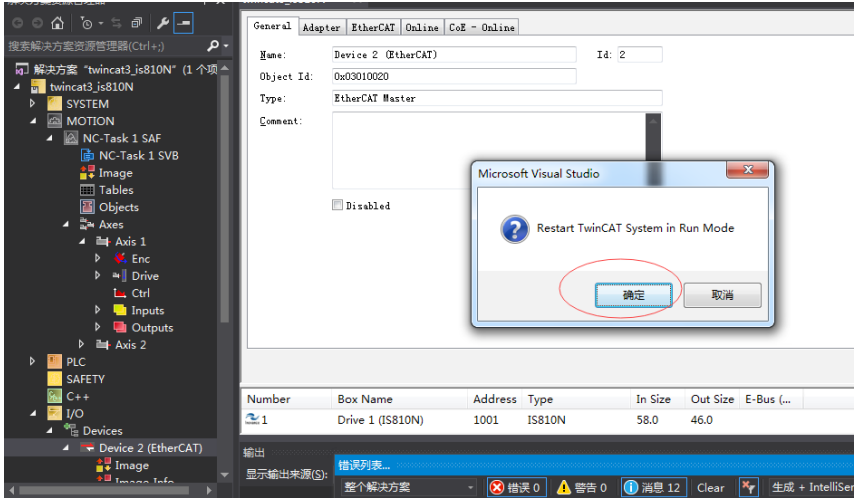 搜索解决方案资源管理器(Ctrl+;)
解决方案"twincat3_is810N"(1 个项
twincat3_is810N
SYSTEM
MOTION
NC-Task 1 SAF
NC-Task 1 SVB
Image
Tables
Objects
Axes
Axis 1
Enc
Drive
Ctrl
Inputs
Outputs
Axis 2
PLC
SAFETY
C++
I/O
Devices
Device 2 (EtherCAT)
Image
General Adapter EtherCAT Online CoE - Online
Name: Device 2 (EtherCAT) Id: 2
Object Id: 0x03010020
Type: EtherCAT Master
Comment:
Disabled
Microsoft Visual Studio
Restart TwinCAT System in Run Mode
确定 取消
Number Box Name Address Type In Size Out Size E-Bus (...
1 Drive 1 (IS810N) 1001 IS810N 58.0 46.0
输出
显示输出来源(S):
错误列表...
整个解决方案 错误 0 警告 0 消息 12 Clear 生成 + IntelliSen